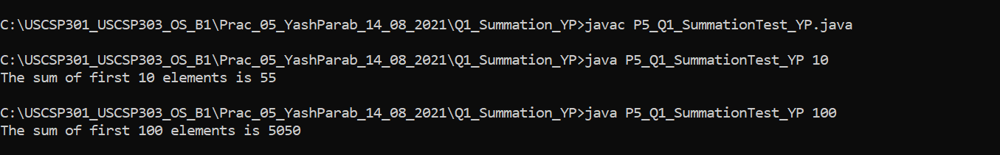 C:\USCSP301_USCSP303_OS_B1\Prac_05_YashParab_14_08_2021\Q1_Summation_YP>javac P5_Q1_SummationTest_YP.java
C:\USCSP301_USCSP303_OS_B1\Prac_05_YashParab_14_08_2021\Q1_Summation_YP>java P5_Q1_SummationTest_YP 10
The sum of first 10 elements is 55
C:\USCSP301_USCSP303_OS_B1\Prac_05_YashParab_14_08_2021\Q1_Summation_YP>java P5_Q1_SummationTest_YP 100
The sum of first 100 elements is 5050